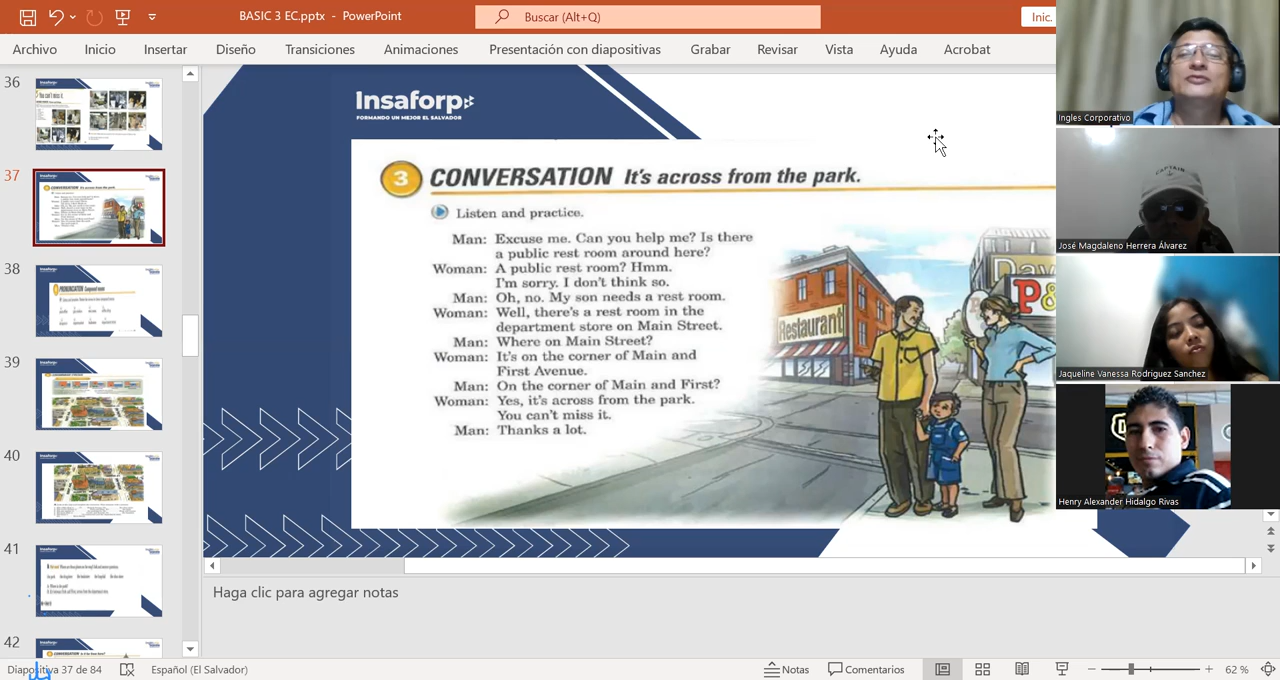 BASIC 3 EC.pptx - PowerPoint
Buscar (Alt+Q)
Inic.
Archivo Inicio Insertar Diseño Transiciones Animaciones Presentación con diapositivas Grabar Revisar Vista Ayuda Acrobat
36
37
38
39
40
41
42
Insaforp
FORMANDO UN MEJOR EL SALVADOR
3 CONVERSATION It's across from the park.
Listen and practice.
Man: Excuse me. Can you help me? Is there
a public rest room around here?
Woman: A public rest room? Hmm.
I'm sorry. I don't think so.
Man: Oh, no. My son needs a rest room.
Woman: Well, there's a rest room in the
department store on Main Street.
Man: Where on Main Street?
Woman: It's on the corner of Main and
First Avenue.
Man: On the corner of Main and First?
Woman: Yes, it's across from the park.
You can't miss it.
Man: Thanks a lot.
Restaurant
Ingles Corporativo
José Magdaleno Herrera Álvarez
CAPTAIN
Jaqueline Vanessa Rodriguez Sanchez
Henry Alexander Hidalgo Rivas
Haga clic para agregar notas
Diapositiva 37 de 84
Español (El Salvador)
Notas
Comentarios
62 %